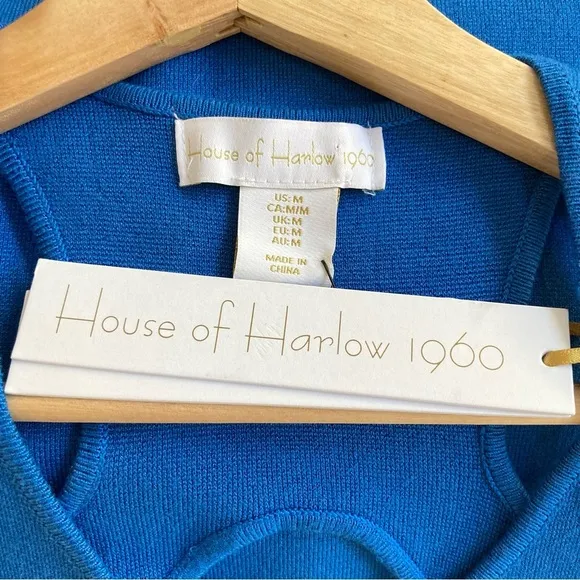 House of Harlow 1960
US: M
CA: M/M
UK: M
EU: M
AU: M
MADE IN
CHINA
House of Harlow 1960